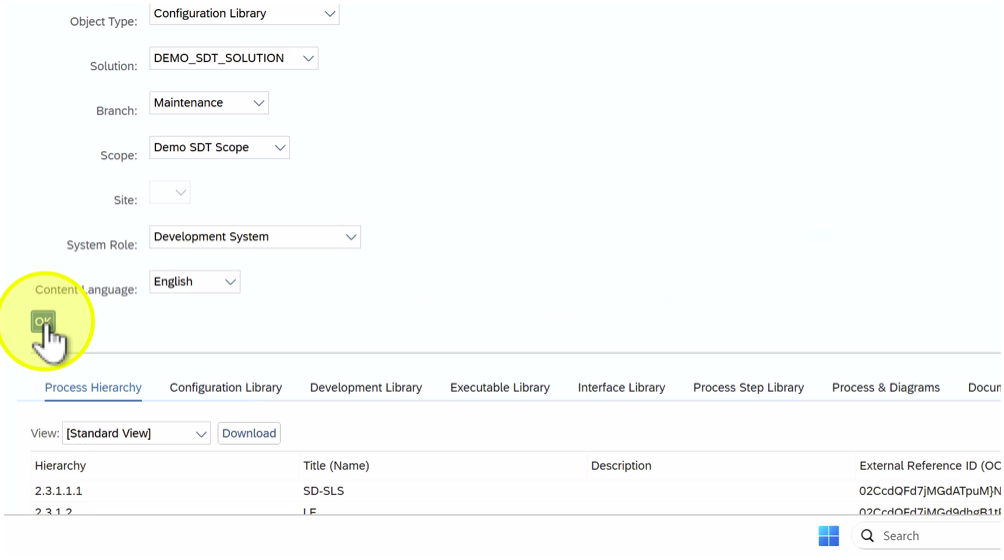 Object Type: Configuration Library
Solution: DEMO_SDT_SOLUTION
Branch: Maintenance
Scope: Demo SDT Scope
Site:
System Role: Development System
Content Language: English
OK
Process Hierarchy Configuration Library Development Library Executable Library Interface Library Process Step Library Process & Diagrams Docum
View: [Standard View] Download
Hierarchy Title (Name) Description External Reference ID (OC
2.3.1.1.1 SD-SLS 02CcdQFd7jMGdATpuM}N
2.3.1.2 LE
Search